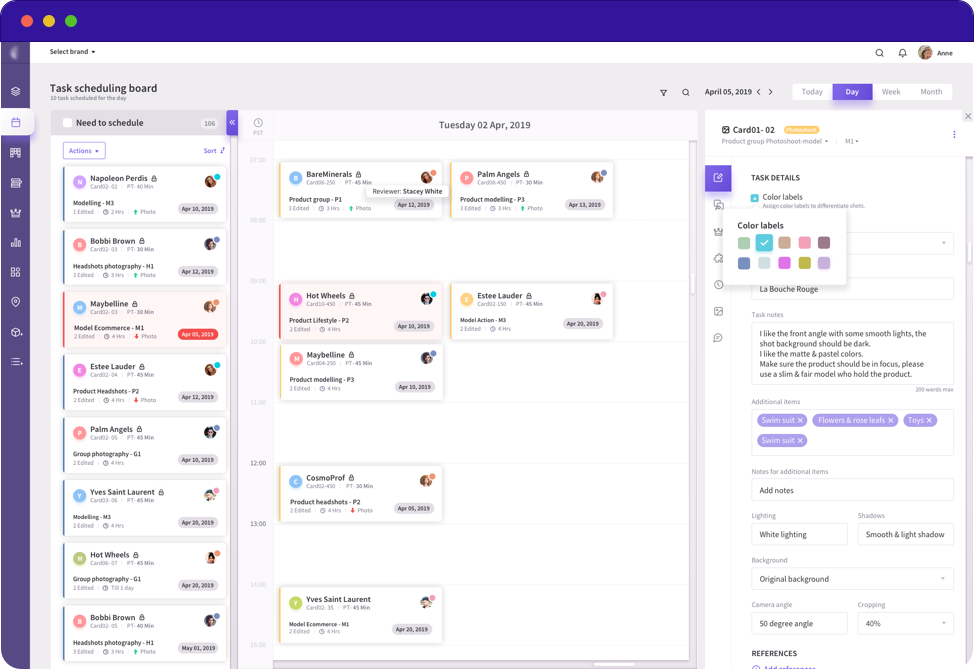 Select brand
Anne
Task scheduling board
10 task scheduled for the day
April 05, 2019
Today
Day
Week
Month
Need to schedule
106
Actions
Sort
Napoleon Perdis
Card02- 02 | PT- 40 Min
Modelling - M3
1 Edited | 2 Hrs | Photo
Apr 10, 2019
Bobbi Brown
Card02- 03 | PT- 30 Min
Headshots photography - H1
3 Edited | 3 Hrs | Photo
Apr 12, 2019
Maybelline
Card02- 04 | PT- 30 Min
Model Ecommerce - M1
2 Edited | 4 Hrs | Photo
Apr 05, 2019
Estee Lauder
Card02- 04 | PT- 45 Min
Product Headshots - P2
2 Edited | 4 Hrs | Photo
Apr 12, 2019
Palm Angels
Card02- 05 | PT- 45 Min
Group photography - G1
2 Edited | 4 Hrs
Apr 10, 2019
Yves Saint Laurent
Card03- 06 | PT- 45 Min
Modelling - M3
2 Edited | 4 Hrs
Apr 20, 2019
Hot Wheels
Card06- 07 | PT- 45 Min
Group photography - G1
2 Edited | Till 1 day
Apr 20, 2019
Bobbi Brown
Card02- 05 | PT- 40 Min
Headshots photography - H1
3 Edited | 3 Hrs | Photo
May 01, 2019
PST
Tuesday 02 Apr, 2019
07:00
08:00
09:00
10:00
11:00
12:00
13:00
14:00
15:00
BareMinerals
Card06-250 | PT- 45 Min
Reviewer: Stacey White
Product group - P1
3 Edited | 3 Hrs | Photo
Apr 12, 2019
Palm Angels
Card08-450 | PT- 30 Min
Product modelling - P3
3 Edited | 3 Hrs | Photo
Apr 13, 2019
Hot Wheels
Card10-450 | PT- 45 Min
Product Lifestyle - P2
2 Edited | 4 Hrs
Apr 10, 2019
Estee Lauder
Card02-150 | PT- 45 Min
Model Action - M3
2 Edited | 4 Hrs
Apr 20, 2019
Maybelline
Card04-250 | PT- 45 Min
Product modelling - P3
2 Edited | 4 Hrs
Apr 10, 2019
CosmoProf
Card02-450 | PT- 30 Min
Product headshots - P2
2 Edited | 4 Hrs | Photo
Apr 05, 2019
Yves Saint Laurent
Card02- 35 | PT- 45 Min
Model Ecommerce - M1
2 Edited | 4 Hrs
Apr 20, 2019
Card01- 02
Photoshoot
Product group Photoshoot-model
M1
TASK DETAILS
Color labels
Assign color labels to differentiate shots.
Color labels
La Bouche Rouge
Task notes
I like the front angle with some smooth lights, the
shot background should be dark.
I like the matte & pastel colors.
Make sure the product should be in focus, please
use a slim & fair model who hold the product.
200 words max
Additional items
Swim suit
Flowers & rose leafs
Toys
Swim suit
Notes for additional items
Add notes
Lighting
Shadows
White lighting
Smooth & light shadow
Background
Original background
Camera angle
Cropping
50 degree angle
40%
REFERENCES
Add references